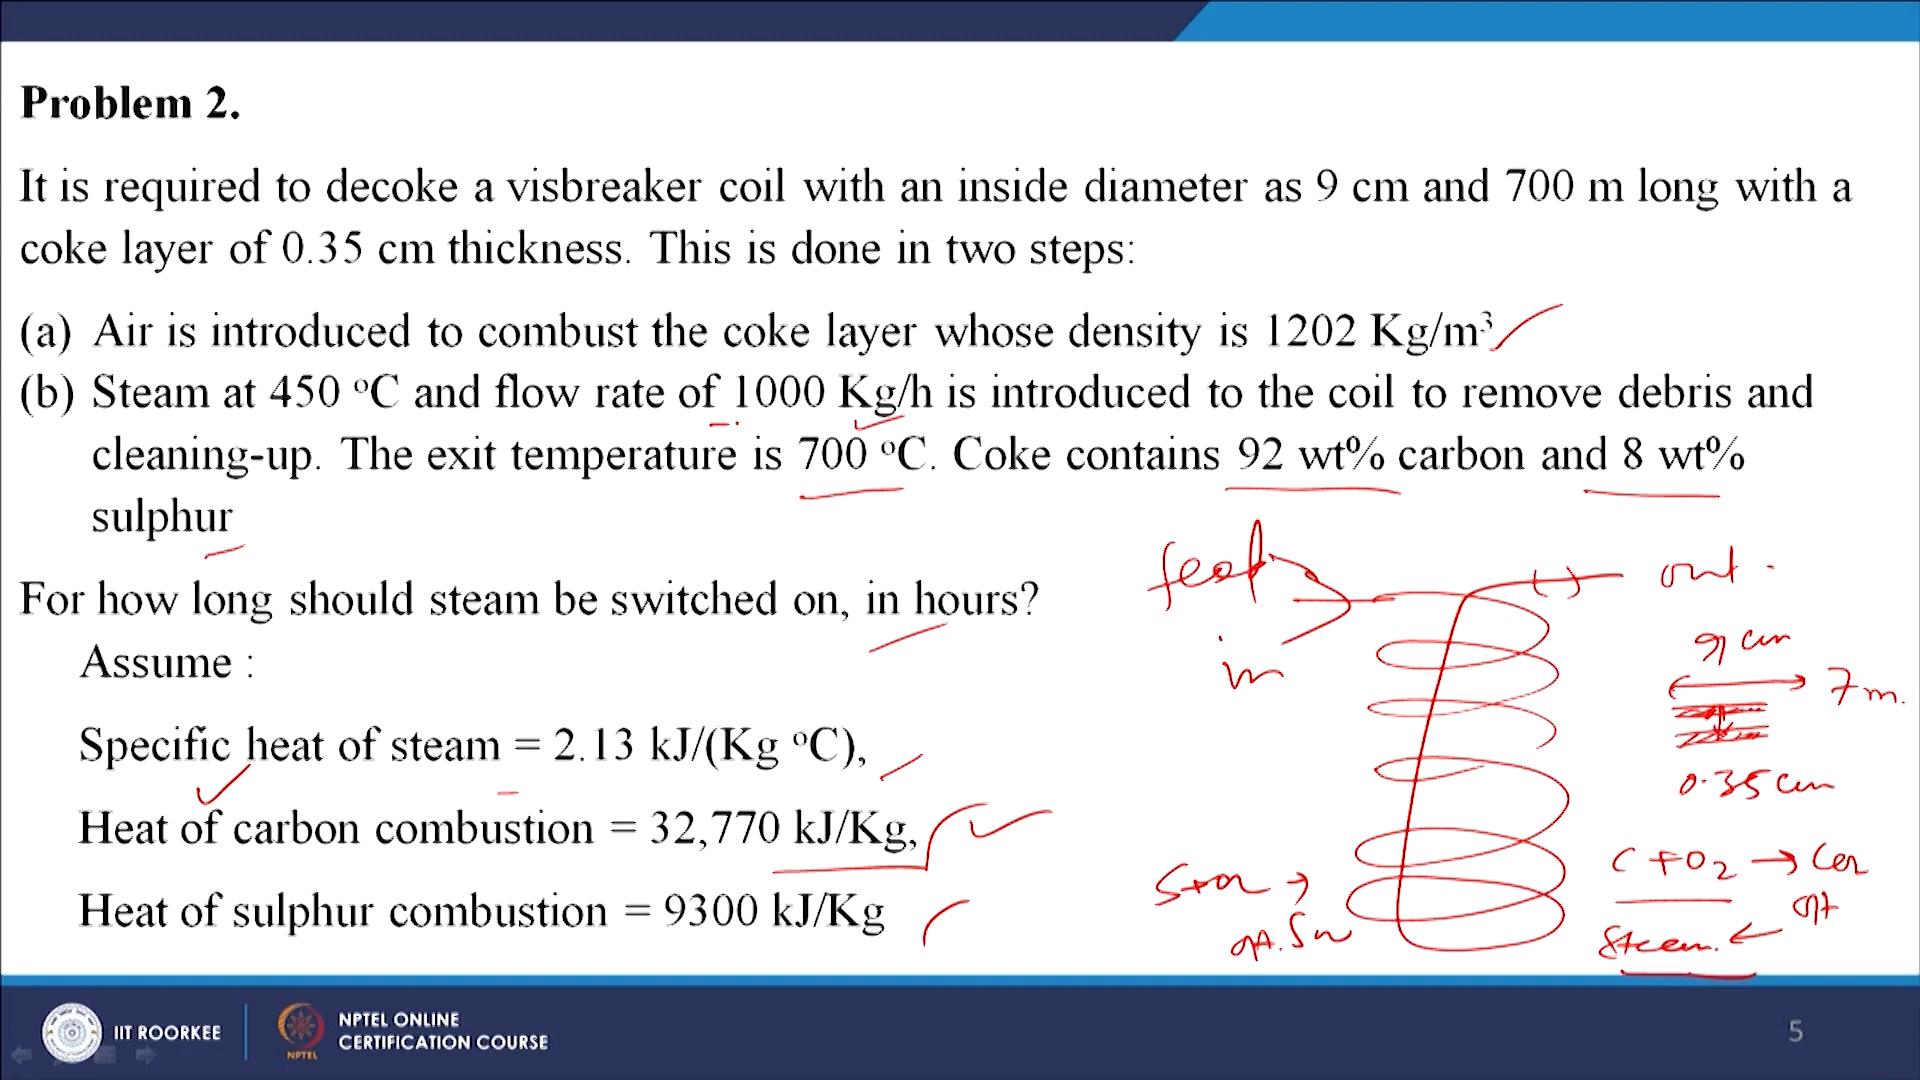 Problem 2.
It is required to decoke a visbreaker coil with an inside diameter as 9 cm and 700 m long with a
coke layer of 0.35 cm thickness. This is done in two steps:
(a) Air is introduced to combust the coke layer whose density is 1202 Kg/m³
(b) Steam at 450 ᵒC and flow rate of 1000 Kg/h is introduced to the coil to remove debris and
cleaning-up. The exit temperature is 700 ᵒC. Coke contains 92 wt% carbon and 8 wt%
sulphur
For how long should steam be switched on, in hours?
Assume :
Specific heat of steam = 2.13 kJ/(Kg ᵒC),
Heat of carbon combustion = 32,770 kJ/Kg,
Heat of sulphur combustion = 9300 kJ/Kg
feed
in
out
9 cm
7 m.
0.35 cm
C + O2 →
Steam. ←
IIT ROORKEE
NPTEL
NPTEL ONLINE
CERTIFICATION COURSE
5